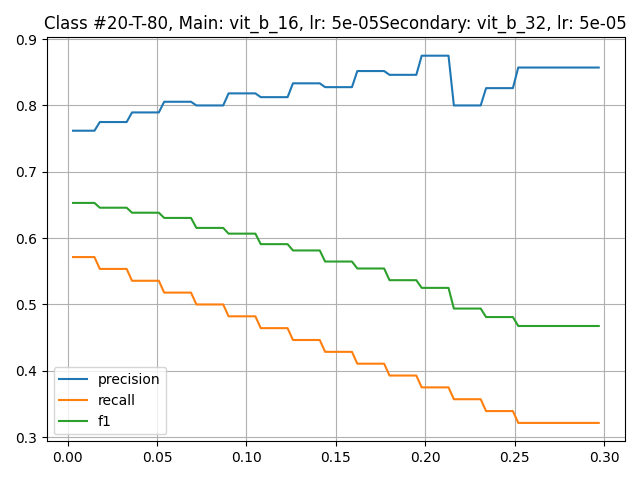 Class #20-T-80, Main: vit_b_16, lr: 5e-05Secondary: vit_b_32, lr: 5e-05
0.9
0.8
0.7
0.6
0.5
0.4
0.3
precision
recall
f1
0.00 0.05 0.10 0.15 0.20 0.25 0.30